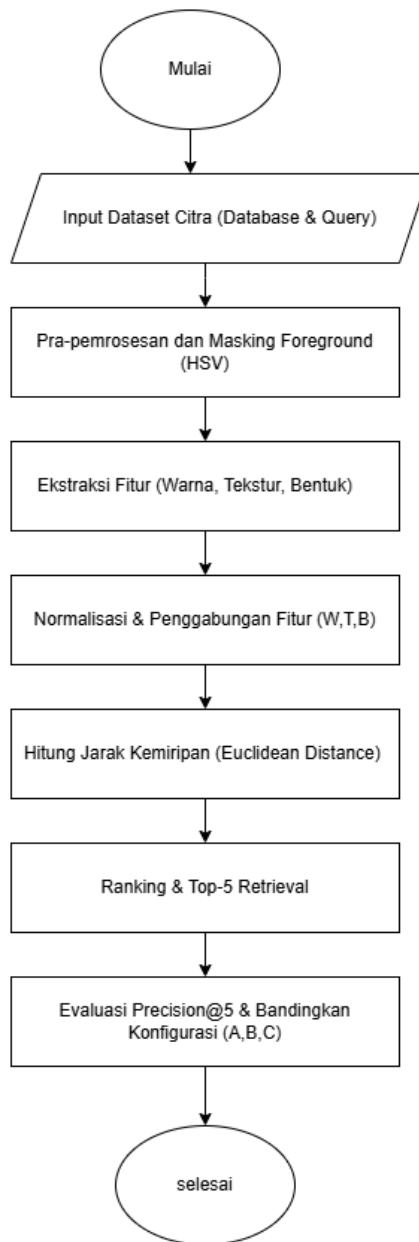 Mulai
Input Dataset Citra (Database & Query)
Pra-pemrosesan dan Masking Foreground
(HSV)
Ekstraksi Fitur (Warna, Tekstur, Bentuk)
Normalisasi & Penggabungan Fitur (W,T,B)
Hitung Jarak Kemiripan (Euclidean Distance)
Ranking & Top-5 Retrieval
Evaluasi Precision@5 & Bandingkan
Konfigurasi (A,B,C)
selesai